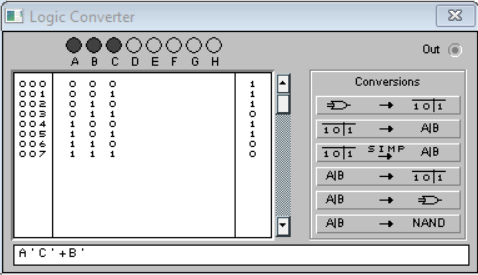 Logic Converter
A B C D E F G H
Out
000 0 0 0 1
001 0 0 1 1
002 0 1 0 1
003 0 1 1 0
004 1 0 0 1
005 1 0 1 1
006 1 1 0 0
007 1 1 1 0
Conversions
→ 1 0 | 1
1 0 | 1 → A|B
1 0 | 1 SIMP → A|B
A|B → 1 0 | 1
A|B →
A|B → NAND
A'C'+B'